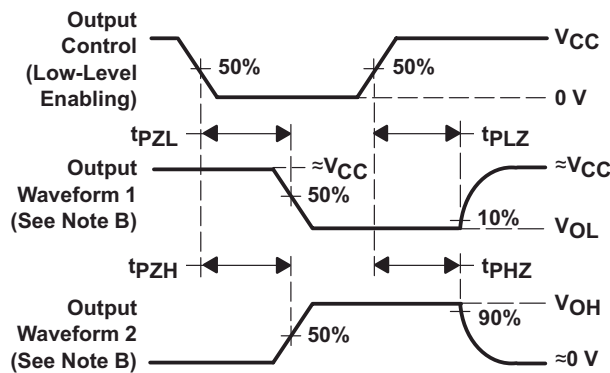 Output
Control
(Low-Level
Enabling)
50%
50%
VCC
0 V
tPZL
tPLZ
Output
Waveform 1
(See Note B)
≈VCC
50%
≈VCC
10%
VOL
tPZH
tPHZ
Output
Waveform 2
(See Note B)
50%
VOH
90%
≈0 V